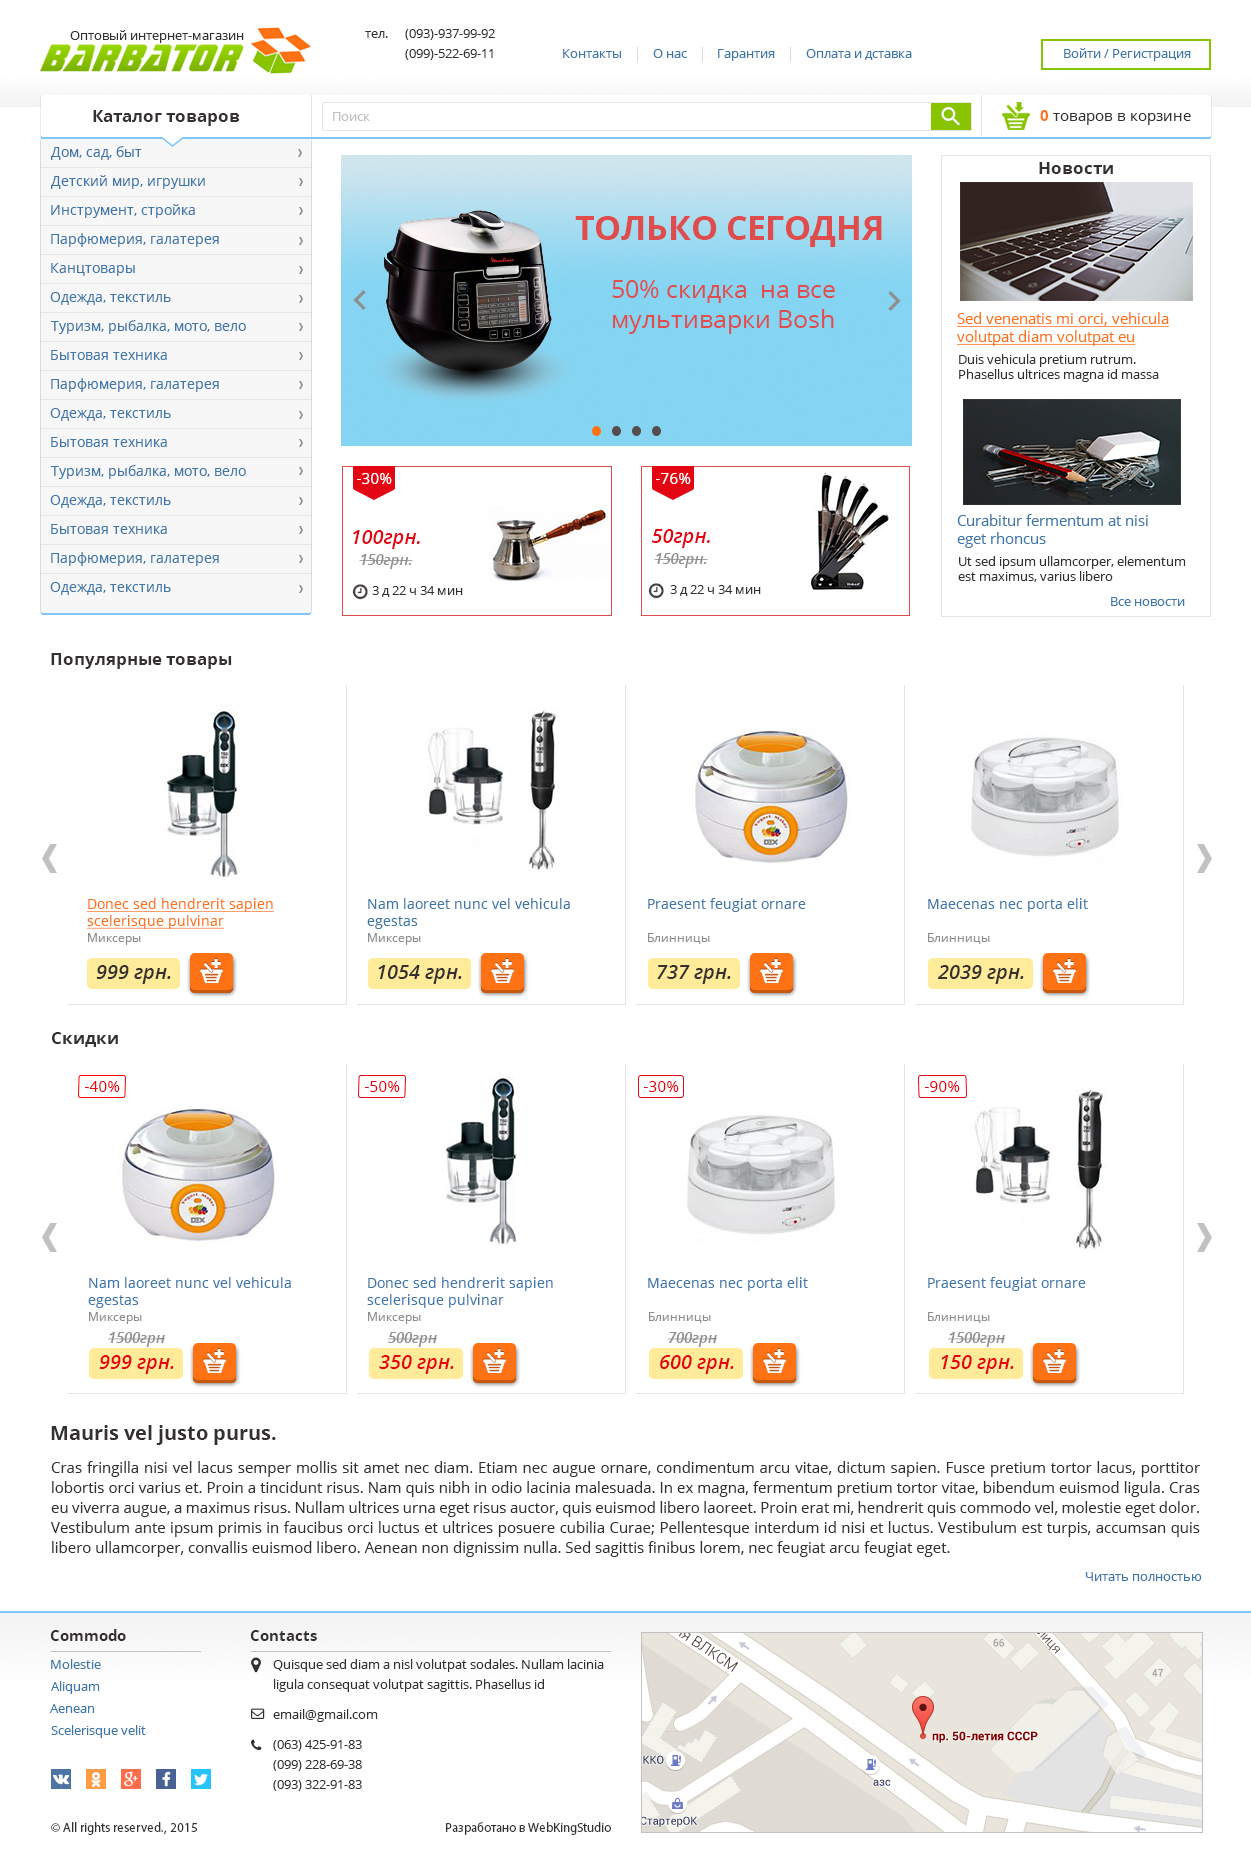 Оптовый интернет-магазин
BARBATOR
тел. (093)-937-99-92
(099)-522-69-11
Контакты
О нас
Гарантия
Оплата и дставка
Войти / Регистрация
Каталог товаров
Поиск
0 товаров в корзине
Дом, сад, быт
Детский мир, игрушки
Инструмент, стройка
Парфюмерия, галатерея
Канцтовары
Одежда, текстиль
Туризм, рыбалка, мото, вело
Бытовая техника
Парфюмерия, галатерея
Одежда, текстиль
Бытовая техника
Туризм, рыбалка, мото, вело
Одежда, текстиль
Бытовая техника
Парфюмерия, галатерея
Одежда, текстиль
ТОЛЬКО СЕГОДНЯ
50% скидка на все
мультиварки Bosh
-30%
100грн.
150грн.
3 д 22 ч 34 мин
-76%
50грн.
150грн.
3 д 22 ч 34 мин
Новости
Sed venenatis mi orci, vehicula
volutpat diam volutpat eu
Duis vehicula pretium rutrum.
Phasellus ultrices magna id massa
Curabitur fermentum at nisi
eget rhoncus
Ut sed ipsum ullamcorper, elementum
est maximus, varius libero
Все новости
Популярные товары
Donec sed hendrerit sapien
scelerisque pulvinar
Миксеры
999 грн.
Nam laoreet nunc vel vehicula
egestas
Миксеры
1054 грн.
DEX
Praesent feugiat ornare
Блинницы
737 грн.
Maecenas nec porta elit
Блинницы
2039 грн.
Скидки
-40%
DEX
Nam laoreet nunc vel vehicula
egestas
Миксеры
1500грн
999 грн.
-50%
Donec sed hendrerit sapien
scelerisque pulvinar
Миксеры
500грн
350 грн.
-30%
Maecenas nec porta elit
Блинницы
700грн
600 грн.
-90%
Praesent feugiat ornare
Блинницы
1500грн
150 грн.
Mauris vel justo purus.
Cras fringilla nisi vel lacus semper mollis sit amet nec diam. Etiam nec augue ornare, condimentum arcu vitae, dictum sapien. Fusce pretium tortor lacus, porttitor
lobortis orci varius et. Proin a tincidunt risus. Nam quis nibh in odio lacinia malesuada. In ex magna, fermentum pretium tortor vitae, bibendum euismod ligula. Cras
eu viverra augue, a maximus risus. Nullam ultrices urna eget risus auctor, quis euismod libero laoreet. Proin erat mi, hendrerit quis commodo vel, molestie eget dolor.
Vestibulum ante ipsum primis in faucibus orci luctus et ultrices posuere cubilia Curae; Pellentesque interdum id nisi et luctus. Vestibulum est turpis, accumsan quis
libero ullamcorper, convallis euismod libero. Aenean non dignissim nulla. Sed sagittis finibus lorem, nec feugiat arcu feugiat eget.
Читать полностью
Commodo
Molestie
Aliquam
Aenean
Scelerisque velit
© All rights reserved., 2015
Contacts
Quisque sed diam a nisl volutpat sodales. Nullam lacinia
ligula consequat volutpat sagittis. Phasellus id
email@gmail.com
(063) 425-91-83
(099) 228-69-38
(093) 322-91-83
Разработано в WebKingStudio
ия ВЛКСМ
66
лица
47
пр. 50-летия СССР
ККО
азс
СтартерОК